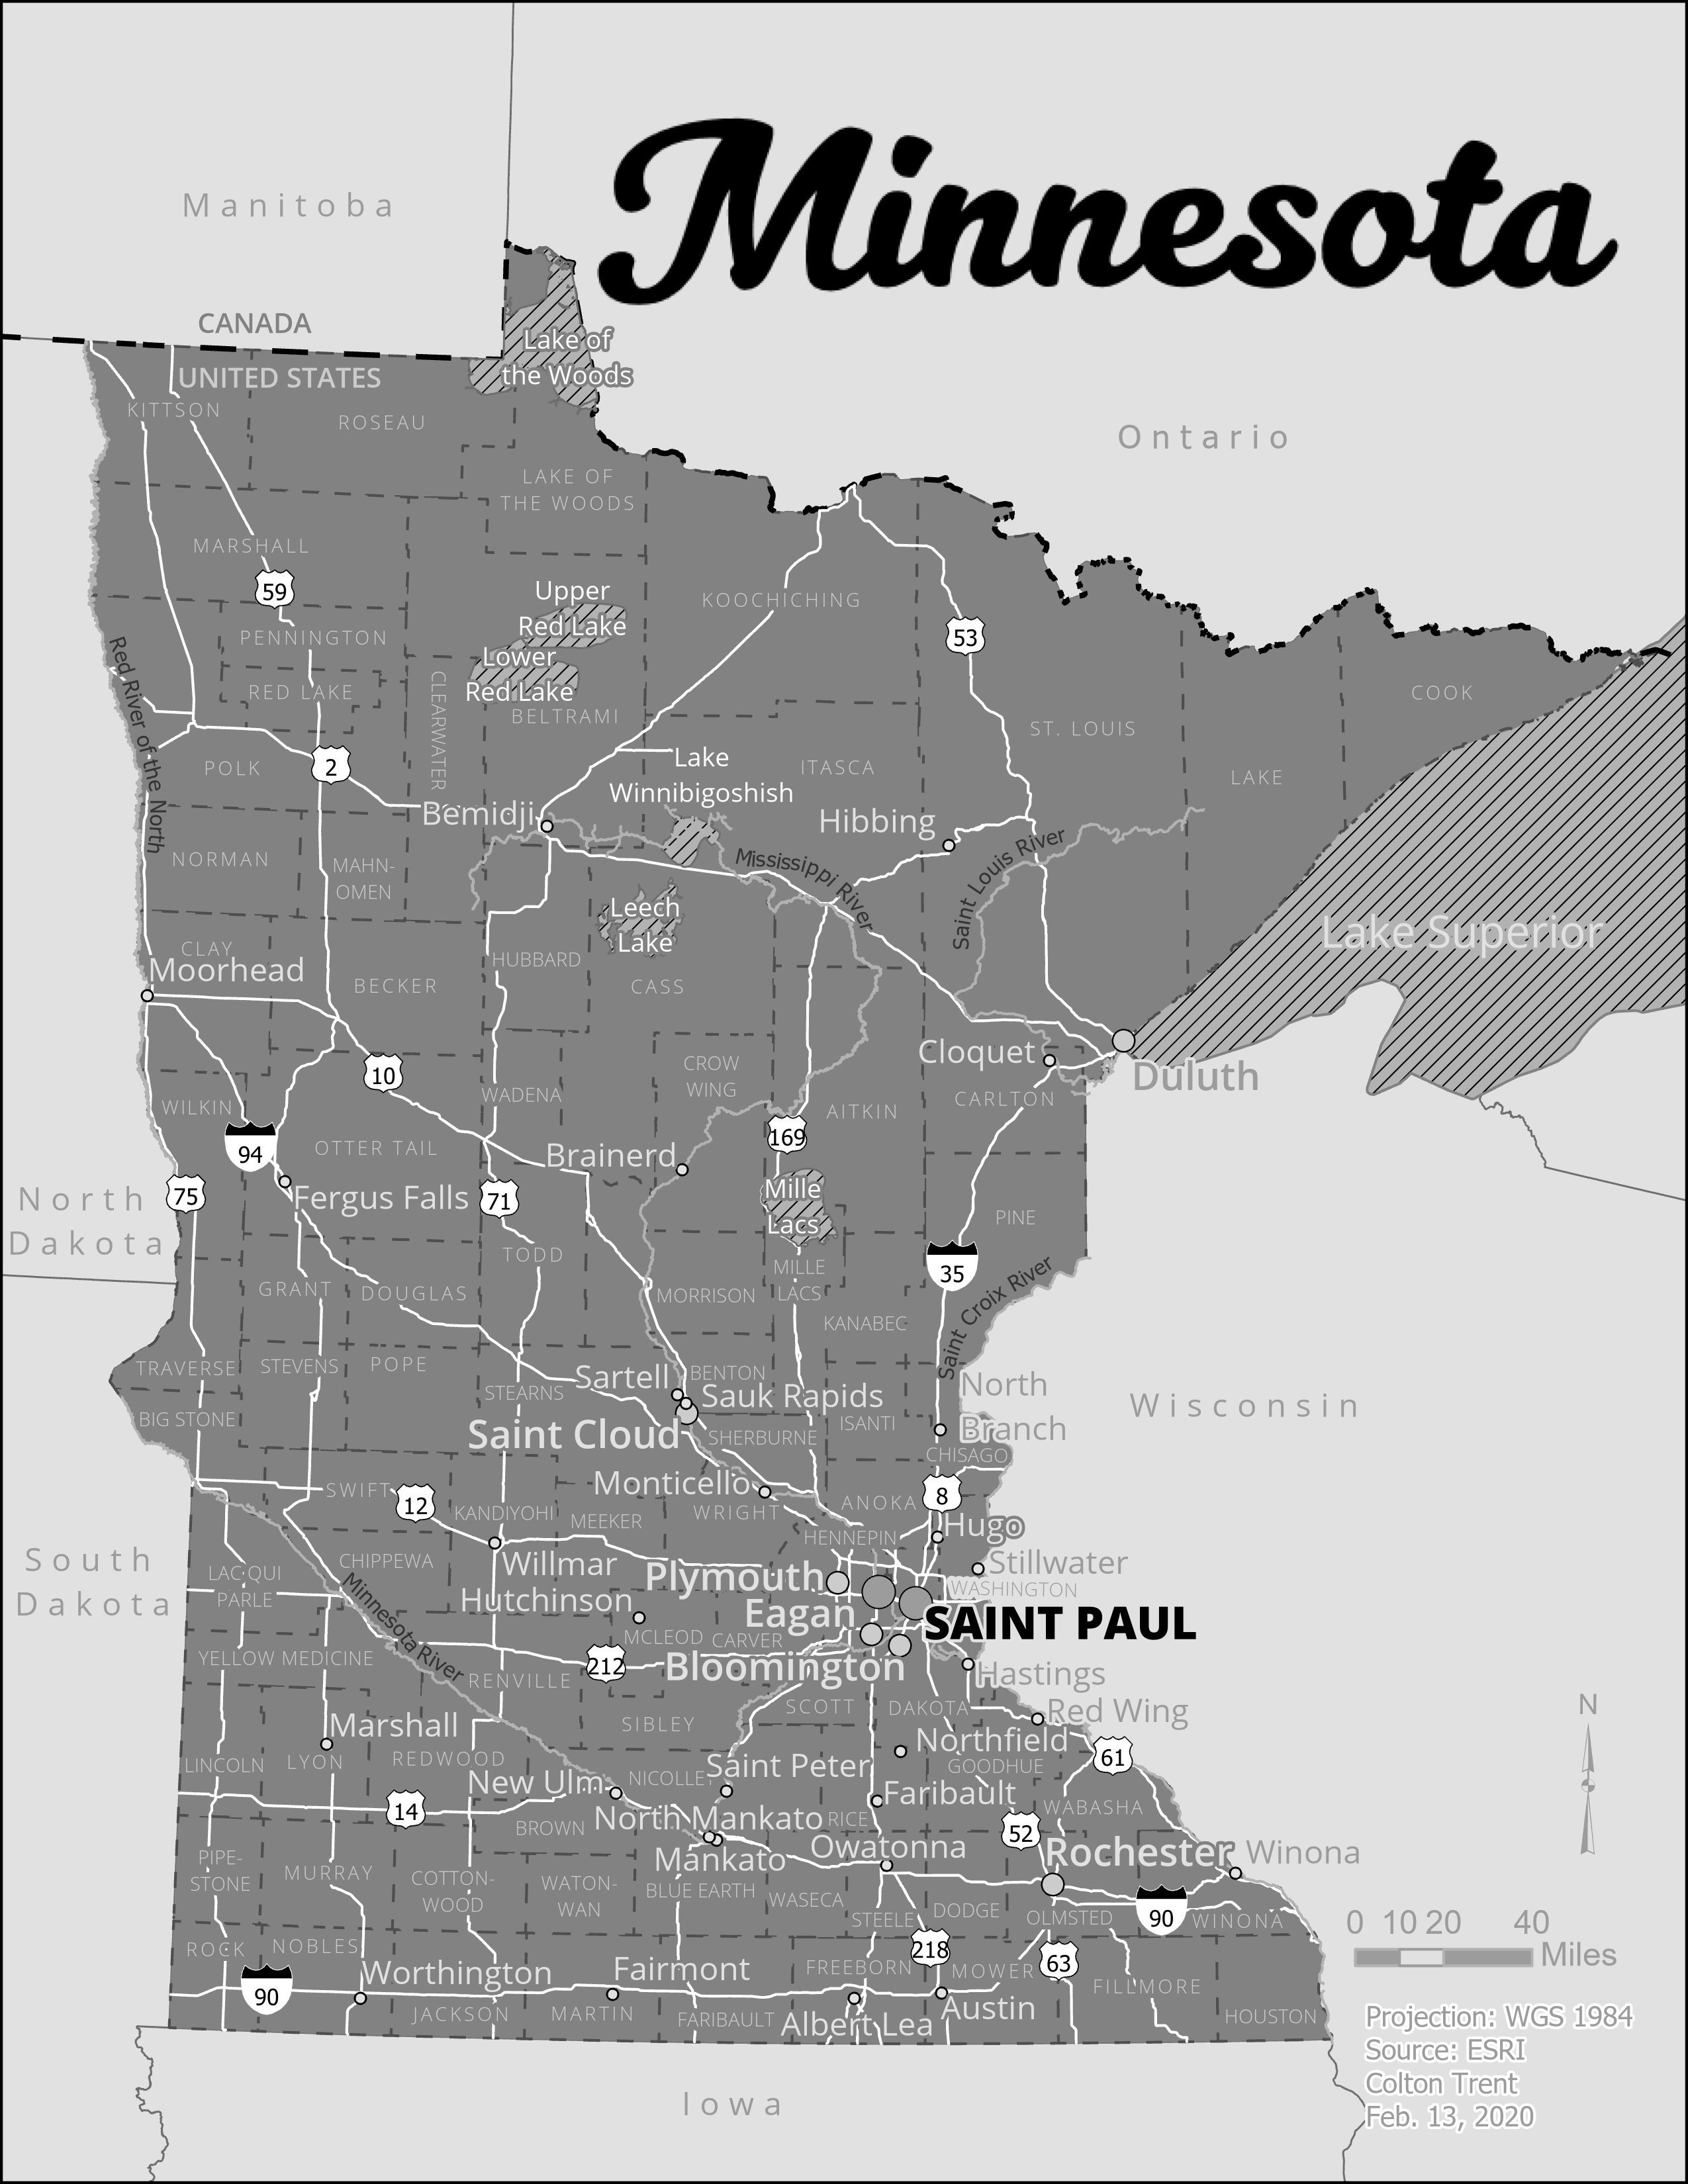 Minnesota
Manitoba
CANADA
UNITED STATES
Lake of
the Woods
KITTSON
ROSEAU
Ontario
LAKE OF
THE WOODS
MARSHALL
59
Upper
Red Lake
KOOCHICHING
53
PENNINGTON
Lower
Red Lake
RED LAKE
CLEARWATER
BELTRAMI
COOK
Red River of the North
ST. LOUIS
POLK
2
Lake
Winnibigoshish
ITASCA
LAKE
Bemidji
Hibbing
NORMAN
MAHN-
OMEN
Mississippi River
Saint Louis River
Leech
Lake
Lake Superior
CLAY
Moorhead
HUBBARD
BECKER
CASS
Cloquet
Duluth
10
CROW
WING
WADENA
WILKIN
AITKIN
CARLTON
94
OTTER TAIL
169
Brainerd
75
Fergus Falls
71
Mille
Lacs
North
Dakota
PINE
TODD
35
MILLE
LACS
GRANT
DOUGLAS
MORRISON
KANABEC
Saint Croix River
TRAVERSE
STEVENS
POPE
BENTON
Sartell
STEARNS
Sauk Rapids
North
Branch
Wisconsin
BIG STONE
Saint Cloud
SHERBURNE
ISANTI
CHISAGO
Monticello
SWIFT
12
KANDIYOHI
MEEKER
WRIGHT
ANOKA
8
Hugo
HENNEPIN
South
Dakota
LAC QUI
PARLE
CHIPPEWA
Willmar
Plymouth
Stillwater
WASHINGTON
Hutchinson
Eagan
SAINT PAUL
Minnesota River
MCLEOD
CARVER
YELLOW MEDICINE
RENVILLE
212
Bloomington
Hastings
SCOTT
DAKOTA
Red Wing
SIBLEY
Marshall
Northfield
GOODHUE
61
LINCOLN
LYON
REDWOOD
Saint Peter
New Ulm
NICOLLET
Faribault
14
North Mankato
RICE
WABASHA
BROWN
52
Owatonna
Rochester
Winona
Mankato
PIPE-
STONE
MURRAY
COTTON-
WOOD
WATON-
WAN
BLUE EARTH
WASECA
STEELE
DODGE
OLMSTED
90
WINONA
N
0 10 20 40
Miles
ROCK
NOBLES
90
Worthington
Fairmont
FREEBORN
218
MOWER
63
FILLMORE
JACKSON
MARTIN
FARIBAULT
Albert Lea
Austin
HOUSTON
Iowa
Projection: WGS 1984
Source: ESRI
Colton Trent
Feb. 13, 2020